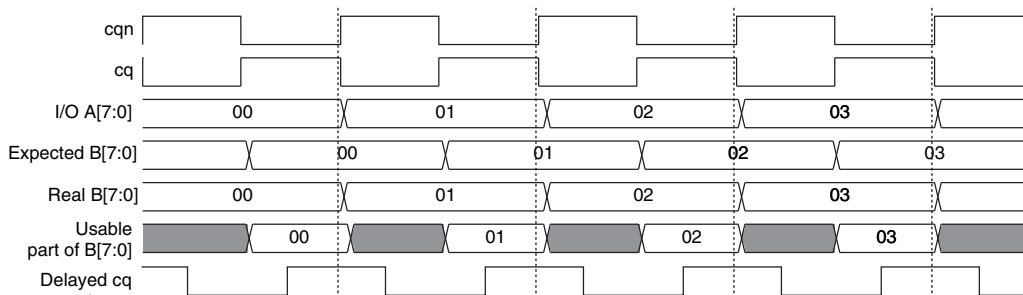 cqn
cq
I/O A[7:0]
00 01 02 03
Expected B[7:0]
00 01 02 03
Real B[7:0]
00 01 02 03
Usable
part of B[7:0]
00 01 02 03
Delayed cq